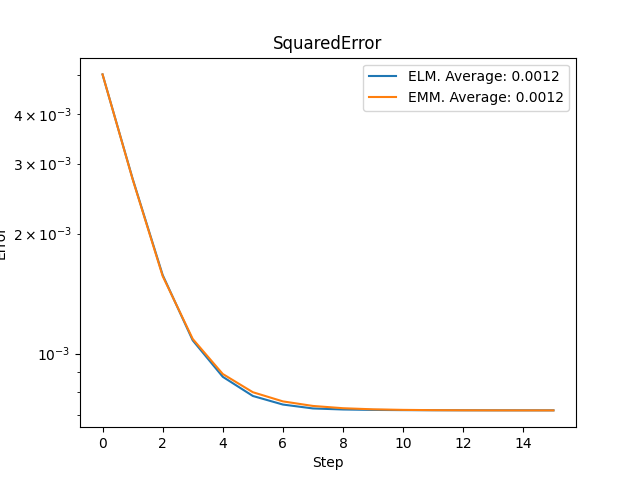 SquaredError
ELM. Average: 0.0012
EMM. Average: 0.0012
4 × 10⁻³
3 × 10⁻³
2 × 10⁻³
10⁻³
Error
0 2 4 6 8 10 12 14
Step